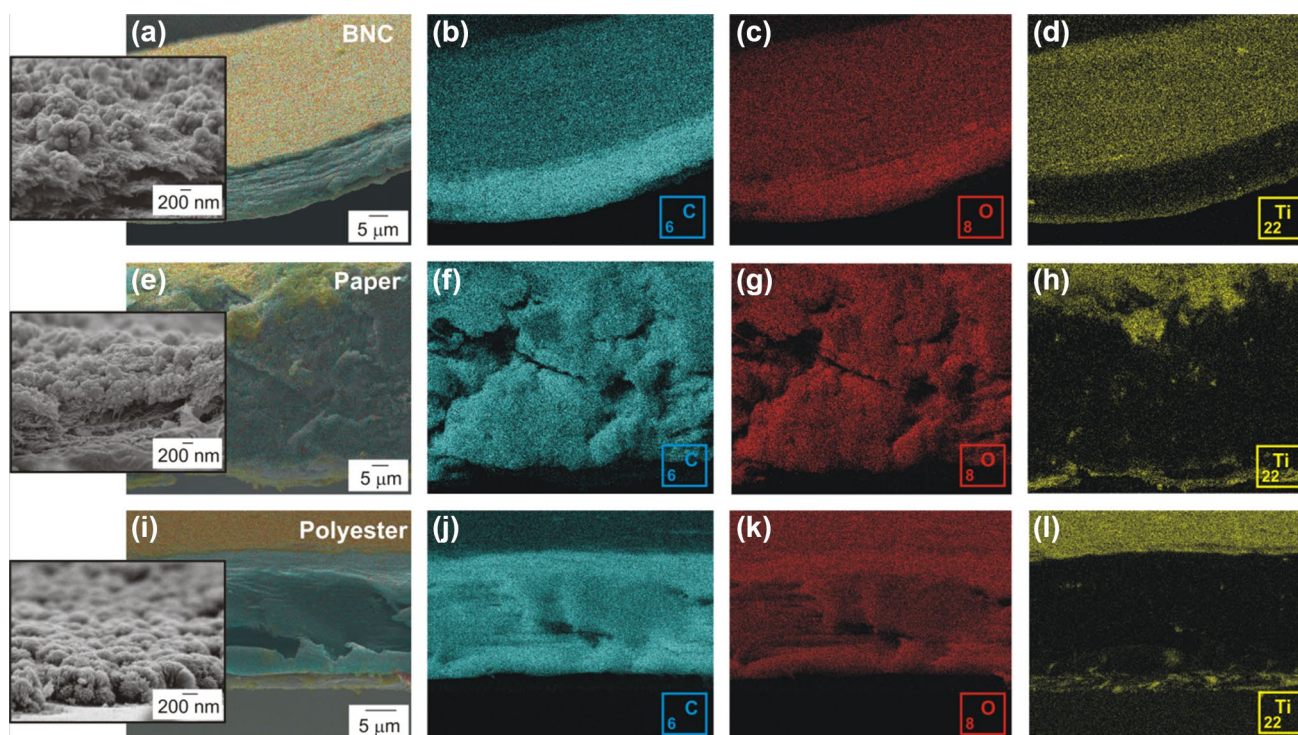 (a) BNC (b) (c) (d)
200 nm
5 μm
6 C
8 O
22 Ti
(e) Paper (f) (g) (h)
200 nm
5 μm
6 C
8 O
22 Ti
(i) Polyester (j) (k) (l)
200 nm
5 μm
6 C
8 O
22 Ti